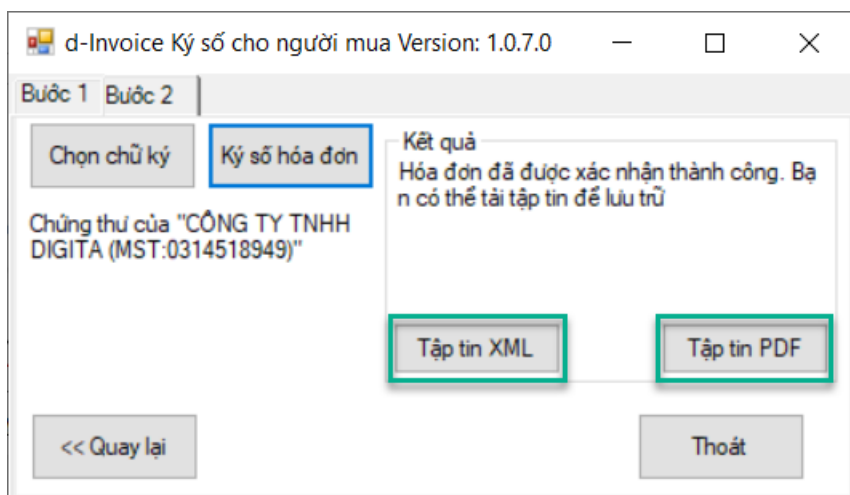 d-Invoice Ký số cho người mua Version: 1.0.7.0
Bước 1 Bước 2
Chọn chữ ký Ký số hóa đơn
Chứng thư của "CÔNG TY TNHH
DIGITA (MST:0314518949)"
Kết quả
Hóa đơn đã được xác nhận thành công. Bạ
n có thể tải tập tin để lưu trữ
Tập tin XML Tập tin PDF
<< Quay lại Thoát